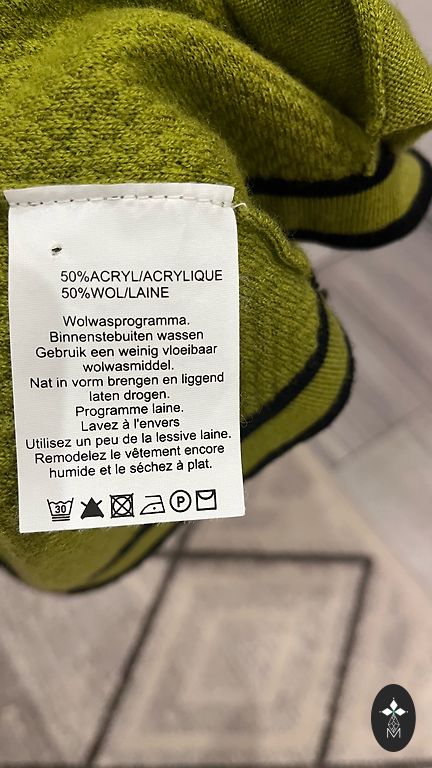 50%ACRYL/ACRYLIQUE
50%WOL/LAINE
Wolwasprogramma.
Binnenstebuiten wassen
Gebruik een weinig vloeibaar
wolwasmiddel.
Nat in vorm brengen en liggend
laten drogen.
Programme laine.
Lavez à l'envers
Utilisez un peu de la lessive laine.
Remodelez le vêtement encore
humide et le séchez à plat.
30 P
M